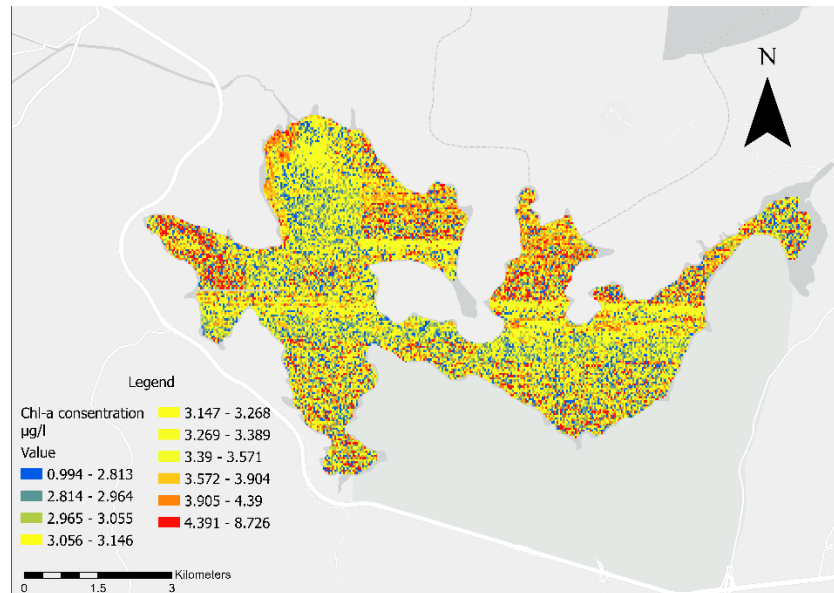 N
Legend
Chl-a consentration
µg/l
Value
0.994 - 2.813
2.814 - 2.964
2.965 - 3.055
3.056 - 3.146
3.147 - 3.268
3.269 - 3.389
3.39 - 3.571
3.572 - 3.904
3.905 - 4.39
4.391 - 8.726
Kilometers
0 1.5 3